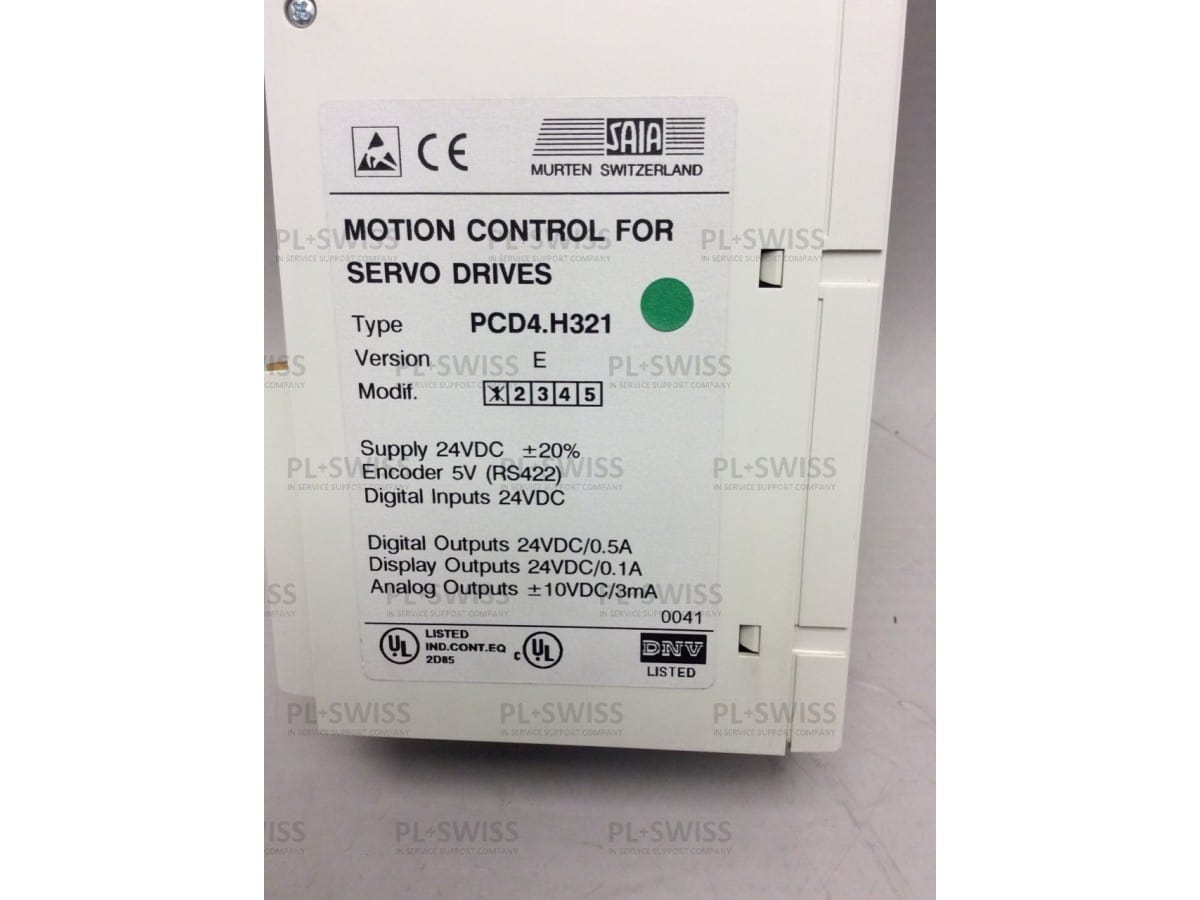 CE SAIA
MURTEN SWITZERLAND
MOTION CONTROL FOR
SERVO DRIVES
Type PCD4.H321
Version E
Modif. 1 2 3 4 5
Supply 24VDC ±20%
Encoder 5V (RS422)
Digital Inputs 24VDC
Digital Outputs 24VDC/0.5A
Display Outputs 24VDC/0.1A
Analog Outputs ±10VDC/3mA
0041
UL LISTED
IND.CONT.EQ
2D85
c UL
DNV
LISTED
PL+SWISS
IN SERVICE SUPPORT COMPANY